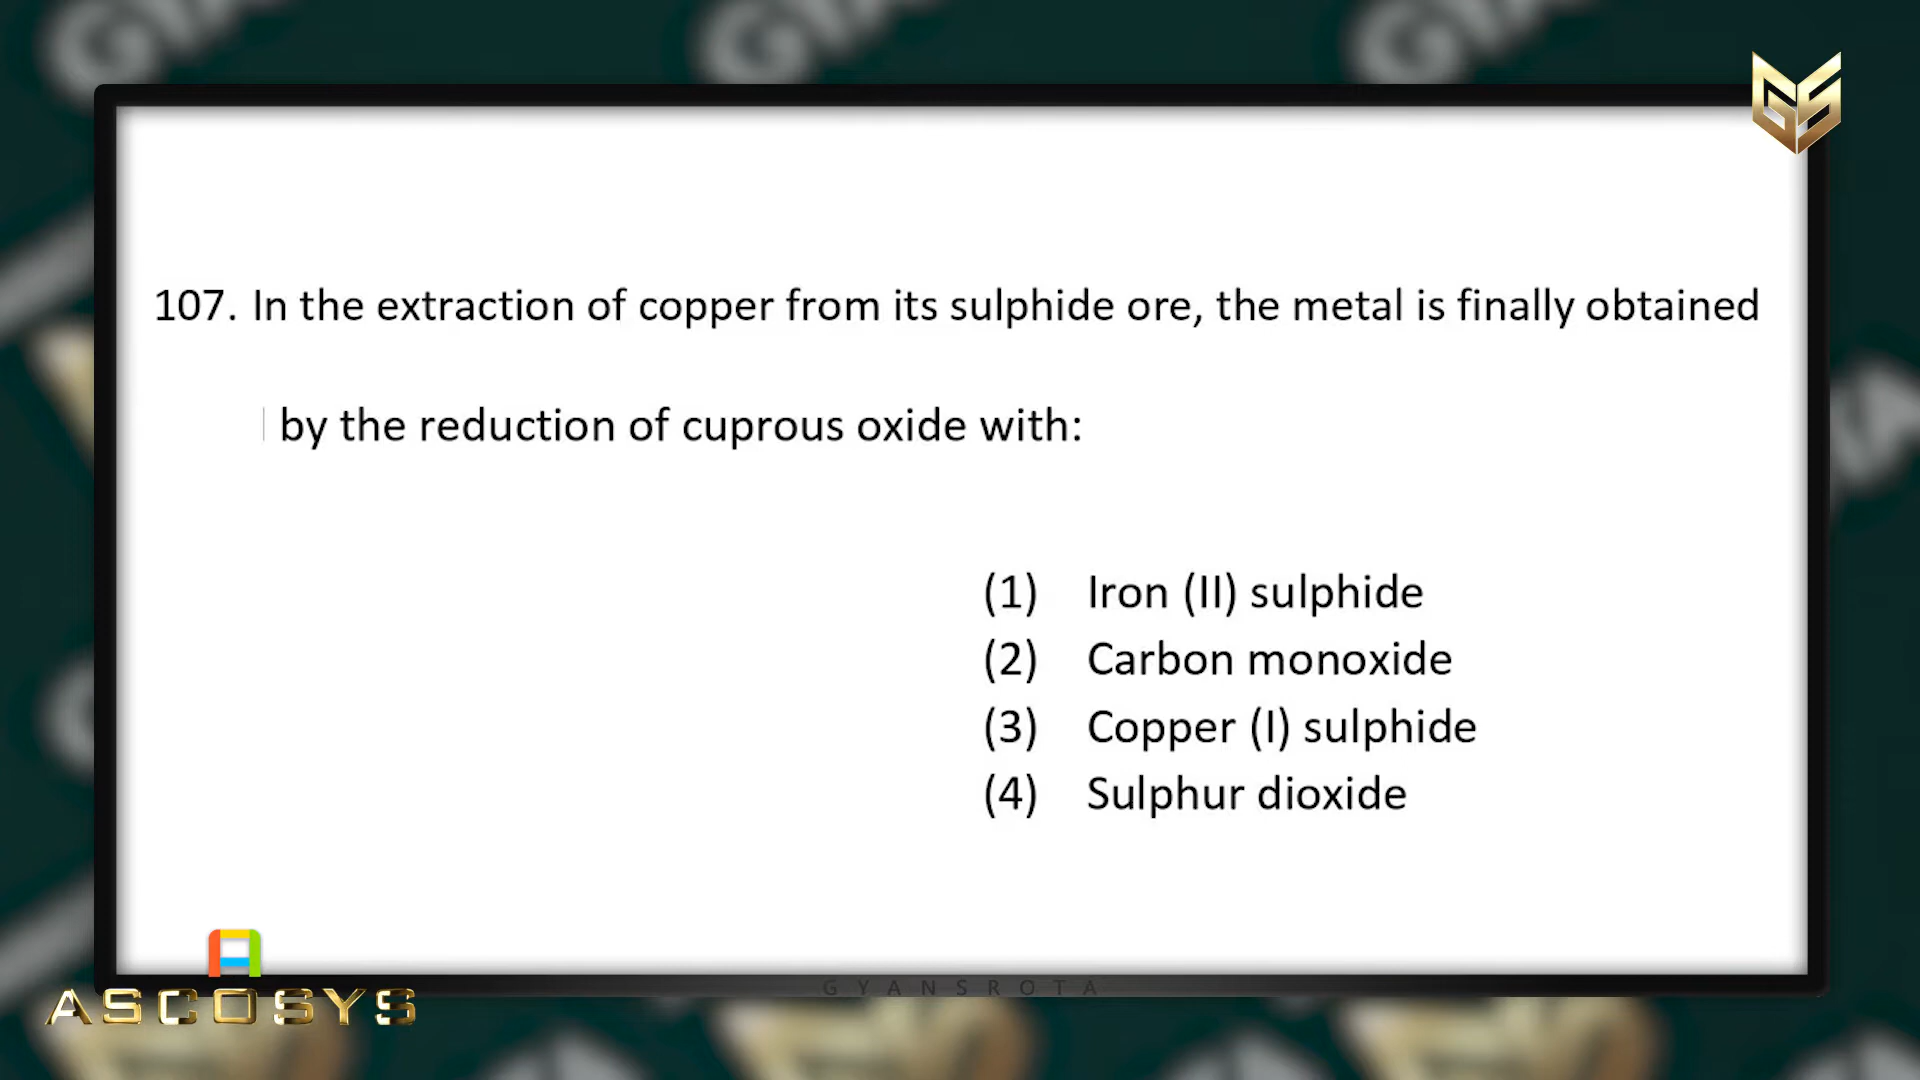 GS
107. In the extraction of copper from its sulphide ore, the metal is finally obtained
by the reduction of cuprous oxide with:
(1) Iron (II) sulphide
(2) Carbon monoxide
(3) Copper (I) sulphide
(4) Sulphur dioxide
GYANSROTA
ASCOSYS